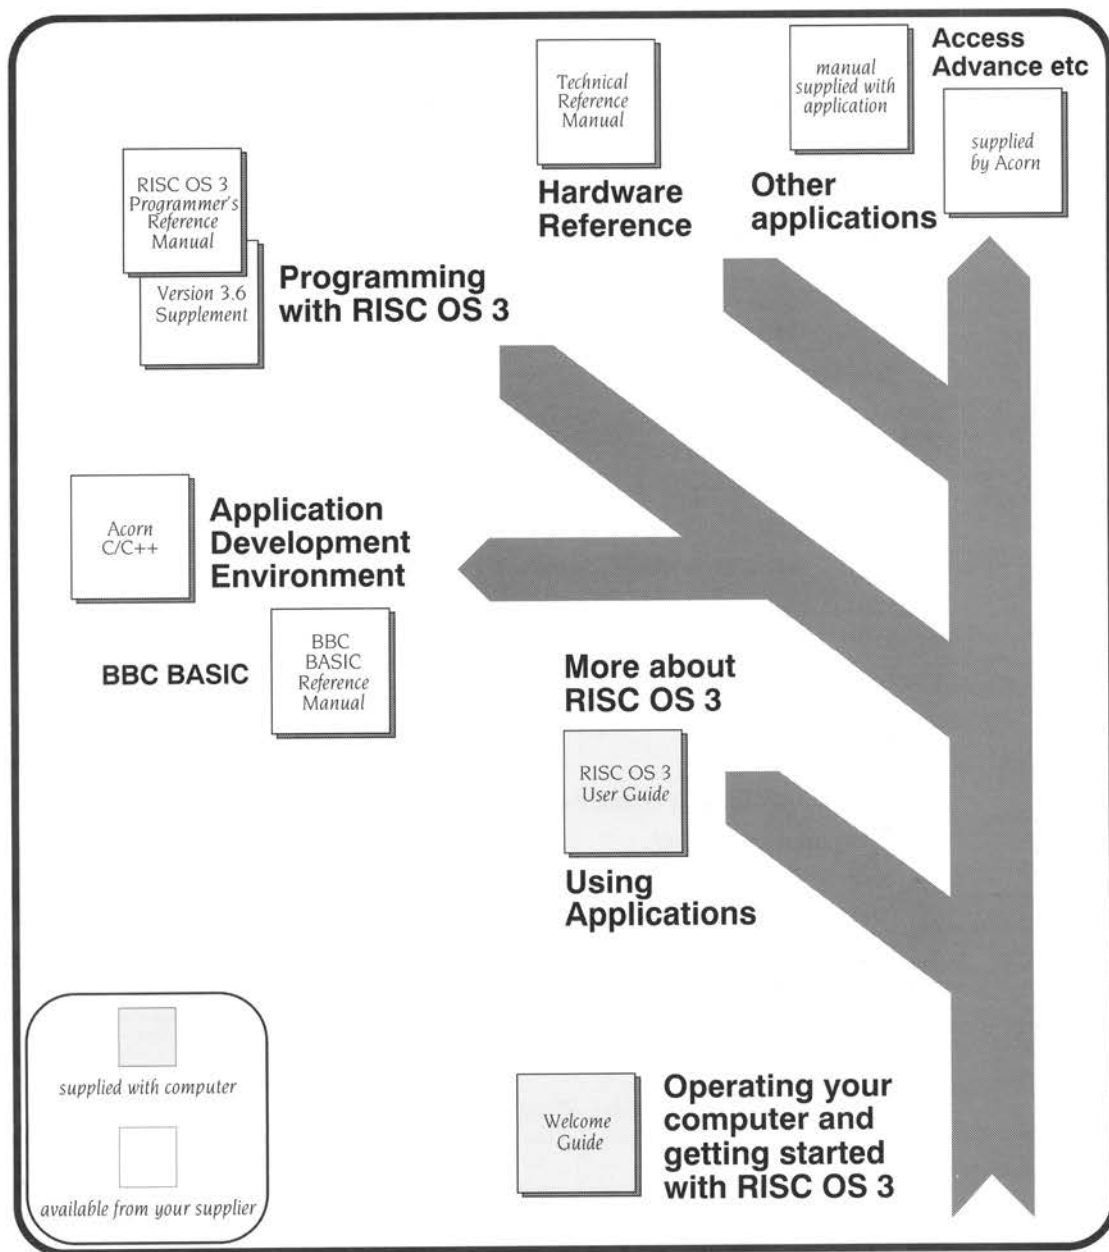 Access
Advance etc
supplied
by Acorn
manual
supplied with
application
Other
applications
Technical
Reference
Manual
Hardware
Reference
RISC OS 3
Programmer's
Reference
Manual
Version 3.6
Supplement
Programming
with RISC OS 3
Acorn
C/C++
Application
Development
Environment
BBC BASIC
BBC
BASIC
Reference
Manual
More about
RISC OS 3
RISC OS 3
User Guide
Using
Applications
supplied with computer
available from your supplier
Welcome
Guide
Operating your
computer and
getting started
with RISC OS 3